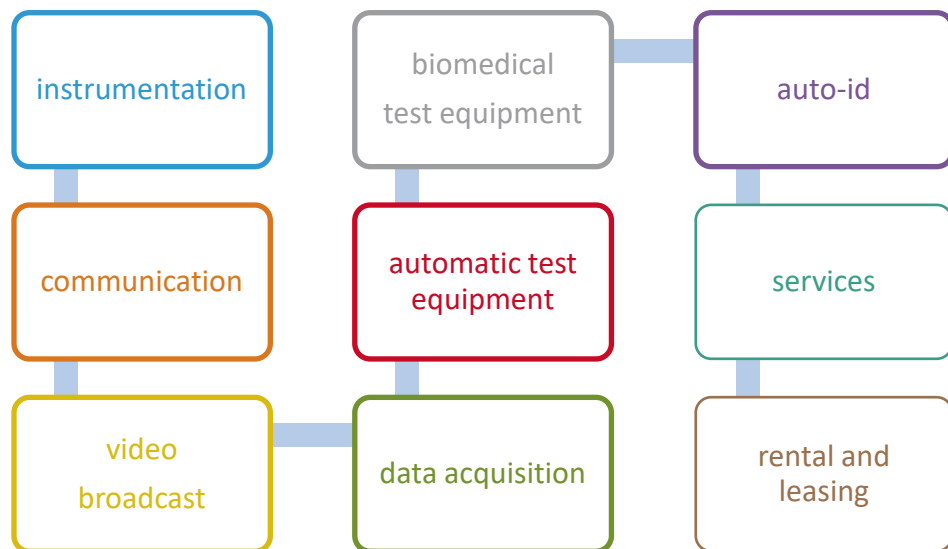 instrumentation
communication
video
broadcast
data acquisition
automatic test
equipment
biomedical
test equipment
auto-id
services
rental and
leasing